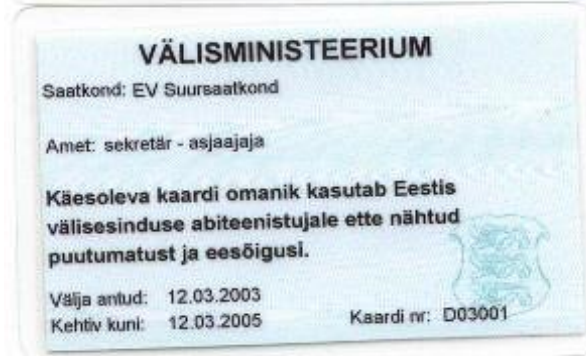 VÄLISMINISTEERIUM
Saatkond: EV Suursaatkond
Amet: sekretär - asjaajaja
Käesoleva kaardi omanik kasutab Eestis
välisesinduse abiteenistujale ette nähtud
puutumatust ja eesõigusi.
Välja antud: 12.03.2003
Kehtiv kuni: 12.03.2005 Kaardi nr: D03001